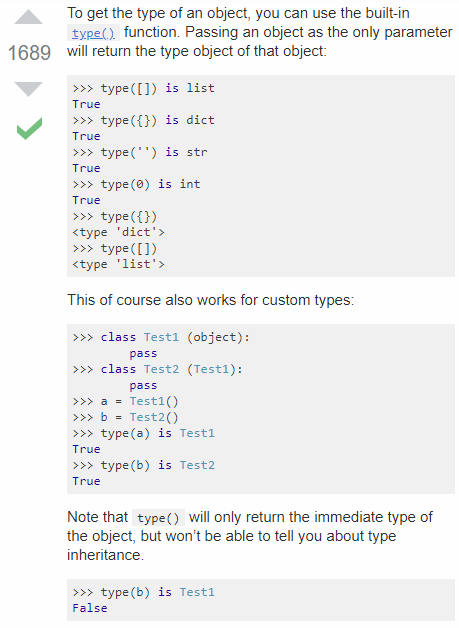 To get the type of an object, you can use the built-in
type() function. Passing an object as the only parameter
1689
will return the type object of that object:
>>> type([]) is list
True
>>> type({}) is dict
True
>>> type('') is str
True
>>> type(0) is int
True
>>> type({})
<type 'dict'>
>>> type([])
<type 'list'>
This of course also works for custom types:
>>> class Test1 (object):
        pass
>>> class Test2 (Test1):
        pass
>>> a = Test1()
>>> b = Test2()
>>> type(a) is Test1
True
>>> type(b) is Test2
True
Note that type() will only return the immediate type of
the object, but won't be able to tell you about type
inheritance.
>>> type(b) is Test1
False